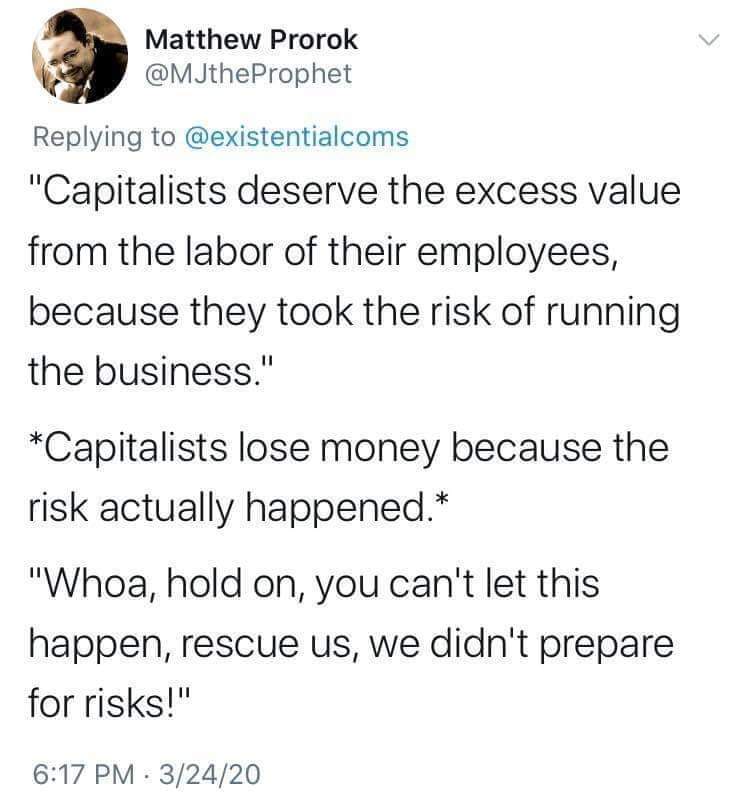 Matthew Prorok
@MJtheProphet
Replying to @existentialcoms
"Capitalists deserve the excess value
from the labor of their employees,
because they took the risk of running
the business."
*Capitalists lose money because the
risk actually happened.*
"Whoa, hold on, you can't let this
happen, rescue us, we didn't prepare
for risks!"
6:17 PM · 3/24/20